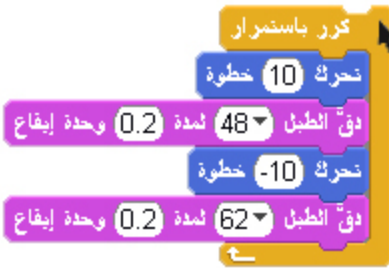 كرر باستمرار
تحرك 10 خطوة
دقّ الطبل 48 لمدة 0.2 وحدة إيقاع
تحرك -10 خطوة
دقّ الطبل 62 لمدة 0.2 وحدة إيقاع